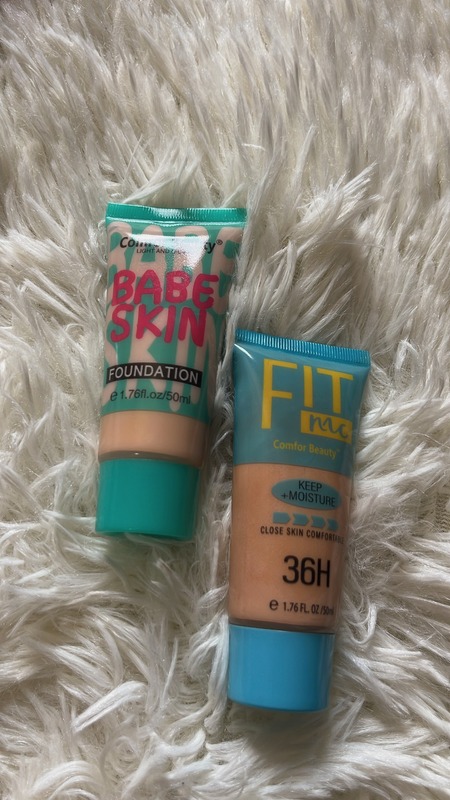 BABE
SKIN
FOUNDATION
e 1.76fl.oz/50ml
FIT
me
Comfor Beauty
KEEP
+MOISTURE
CLOSE SKIN
36H
e 1.76 FL. OZ /50ml